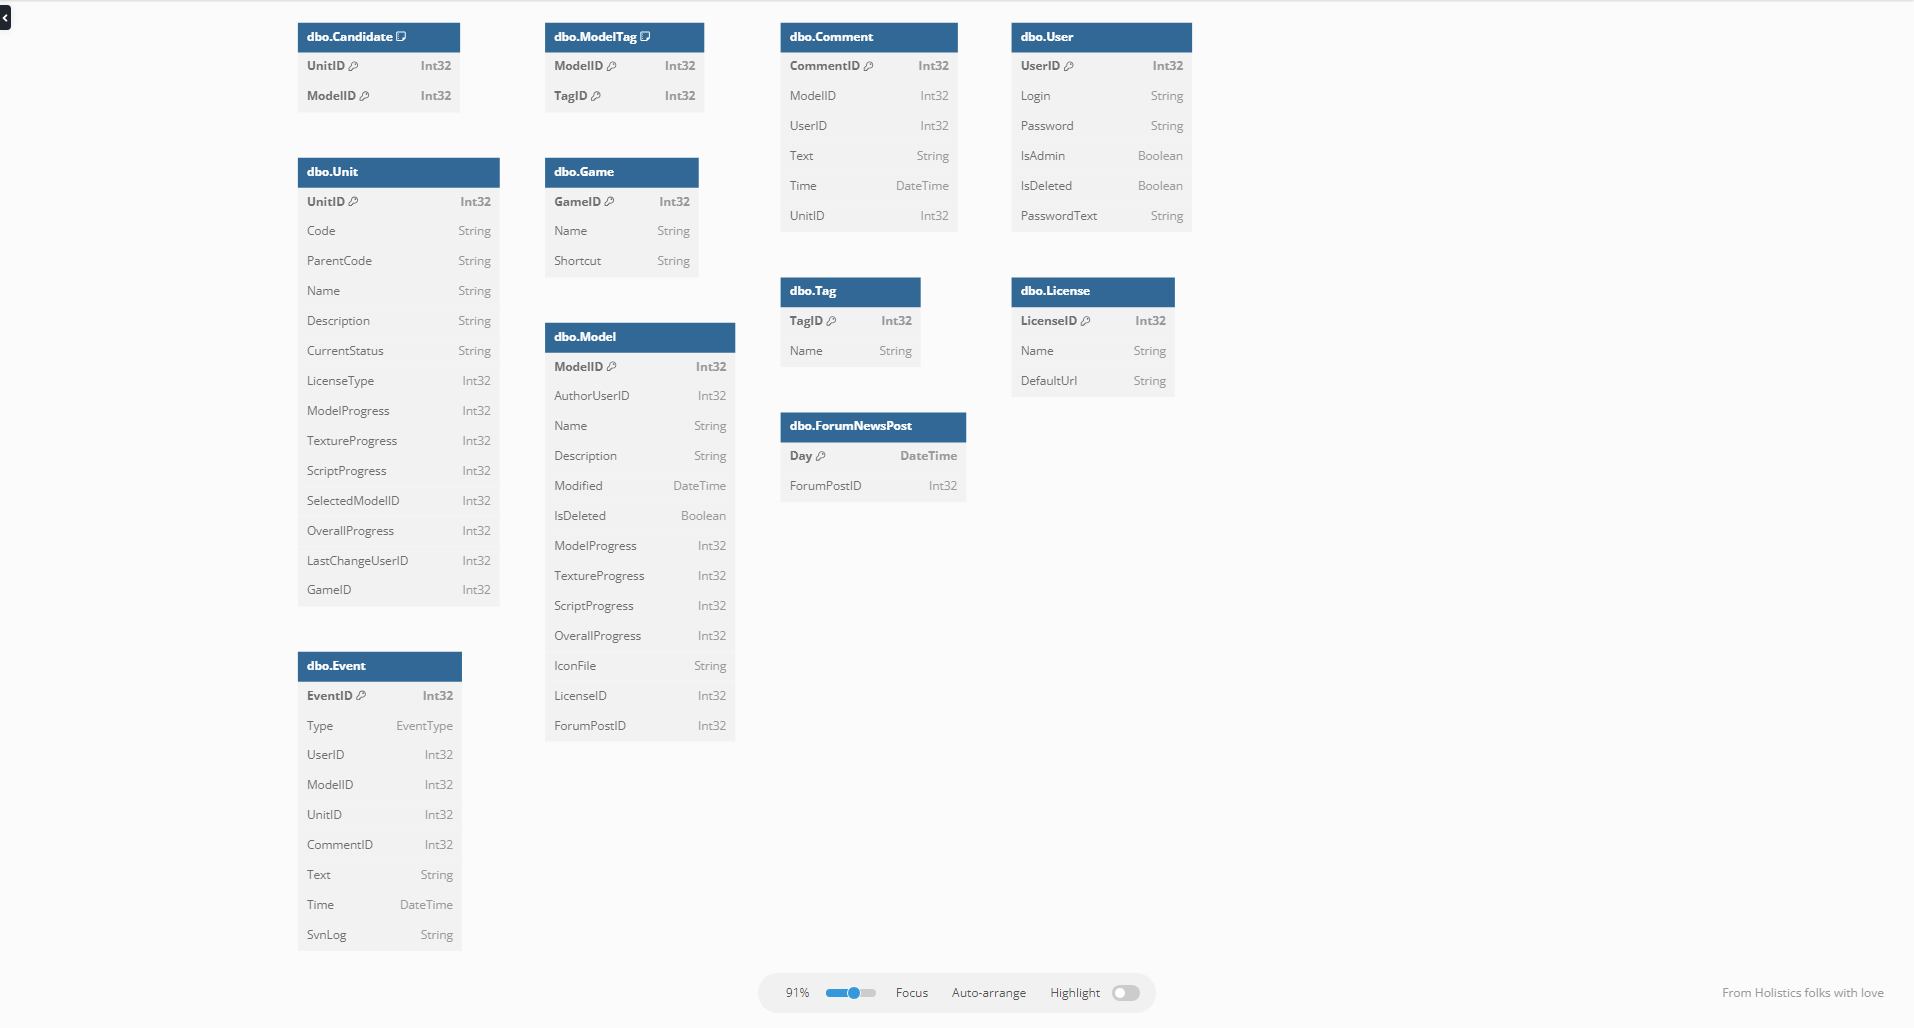 dbo.Candidate
UnitID Int32
ModelID Int32
dbo.Unit
UnitID Int32
Code String
ParentCode String
Name String
Description String
CurrentStatus String
LicenseType Int32
ModelProgress Int32
TextureProgress Int32
ScriptProgress Int32
SelectedModelID Int32
OverallProgress Int32
LastChangeUserID Int32
GameID Int32
dbo.Event
EventID Int32
Type EventType
UserID Int32
ModelID Int32
UnitID Int32
CommentID Int32
Text String
Time DateTime
SvnLog String
dbo.ModelTag
ModelID Int32
TagID Int32
dbo.Game
GameID Int32
Name String
Shortcut String
dbo.Model
ModelID Int32
AuthorUserID Int32
Name String
Description String
Modified DateTime
IsDeleted Boolean
ModelProgress Int32
TextureProgress Int32
ScriptProgress Int32
OverallProgress Int32
IconFile String
LicenseID Int32
ForumPostID Int32
dbo.Comment
CommentID Int32
ModelID Int32
UserID Int32
Text String
Time DateTime
UnitID Int32
dbo.Tag
TagID Int32
Name String
dbo.ForumNewsPost
Day DateTime
ForumPostID Int32
dbo.User
UserID Int32
Login String
Password String
IsAdmin Boolean
IsDeleted Boolean
PasswordText String
dbo.License
LicenseID Int32
Name String
DefaultUrl String
91% Focus Auto-arrange Highlight
From Holistics folks with love